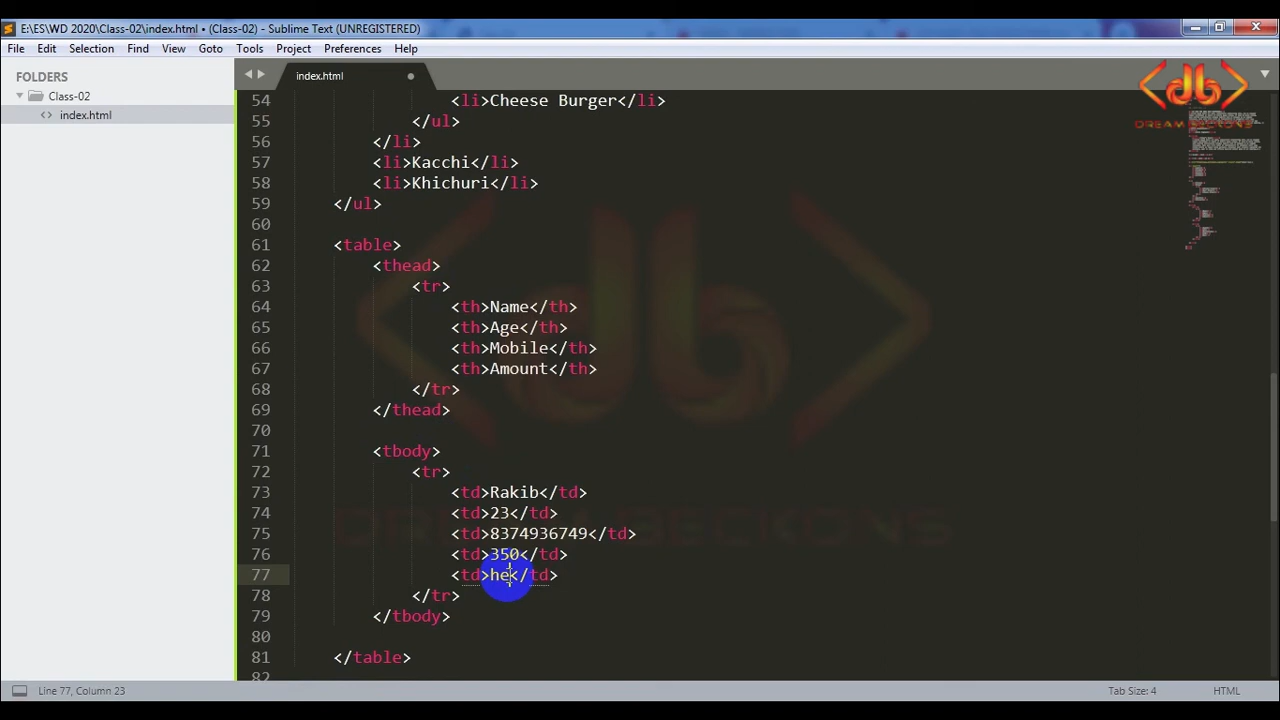 E:\ES\WD 2020\Class-02\index.html • (Class-02) - Sublime Text (UNREGISTERED)
File Edit Selection Find View Goto Tools Project Preferences Help
FOLDERS
Class-02
<> index.html
index.html
DREAM BECKONS
54 <li>Cheese Burger</li>
55 </ul>
56 </li>
57 <li>Kacchi</li>
58 <li>Khichuri</li>
59 </ul>
60
61 <table>
62 <thead>
63 <tr>
64 <th>Name</th>
65 <th>Age</th>
66 <th>Mobile</th>
67 <th>Amount</th>
68 </tr>
69 </thead>
70
71 <tbody>
72 <tr>
73 <td>Rakib</td>
74 <td>23</td>
75 <td>8374936749</td>
76 <td>350</td>
77 <td>he</td>
78 </tr>
79 </tbody>
80
81 </table>
82
DREAM BECKONS
Line 77, Column 23 Tab Size: 4 HTML